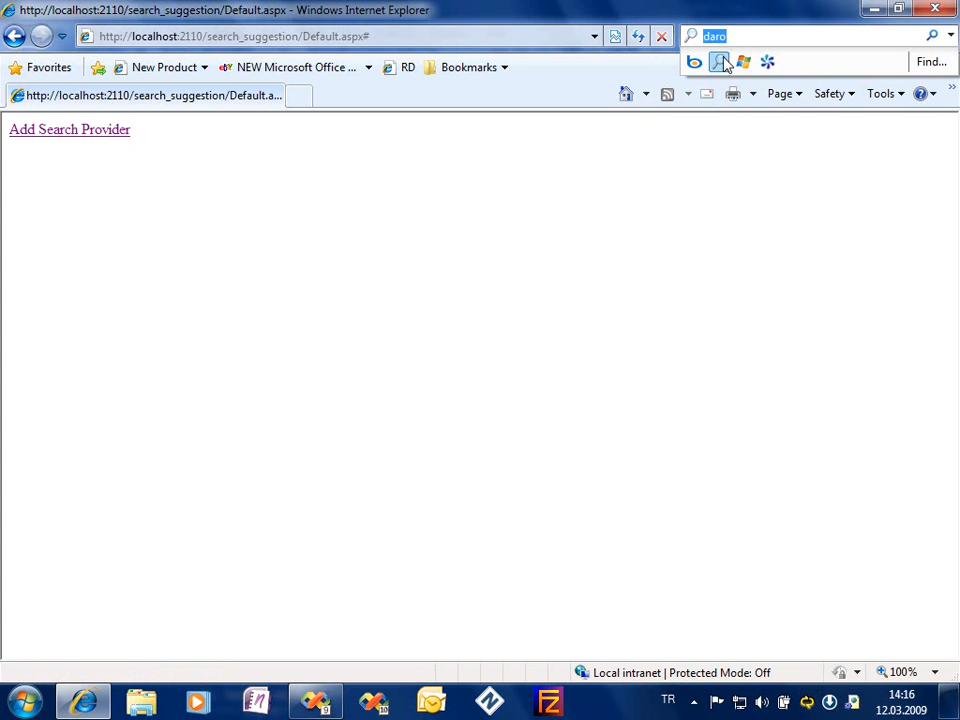 http://localhost:2110/search_suggestion/Default.aspx - Windows Internet Explorer
http://localhost:2110/search_suggestion/Default.aspx#
daro
Find...
Favorites
New Product
NEW Microsoft Office ...
RD
Bookmarks
http://localhost:2110/search_suggestion/Default.a...
Page
Safety
Tools
Add Search Provider
Local intranet | Protected Mode: Off
100%
9
10
TR
14:16
12.03.2009